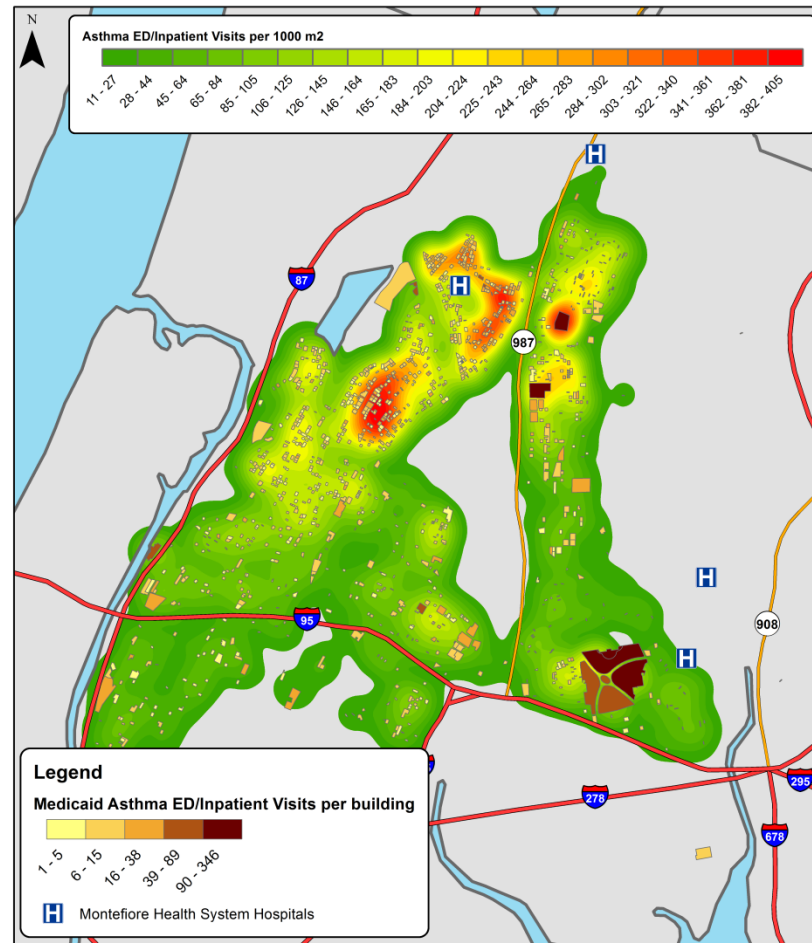 N
Asthma ED/Inpatient Visits per 1000 m2
11 - 27
28 - 44
45 - 64
65 - 84
85 - 105
106 - 125
126 - 145
146 - 164
165 - 183
184 - 203
204 - 224
225 - 243
244 - 264
265 - 283
284 - 302
303 - 321
322 - 340
341 - 361
362 - 381
382 - 405
H
87
H
987
H
95
908
H
295
278
678
Legend
Medicaid Asthma ED/Inpatient Visits per building
1 - 5
6 - 15
16 - 38
39 - 89
90 - 346
H Montefiore Health System Hospitals